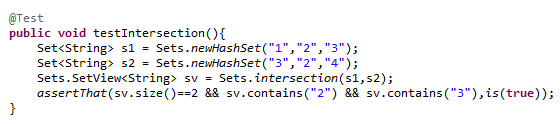 @Test
public void testIntersection(){
Set<String> s1 = Sets.newHashSet("1","2","3");
Set<String> s2 = Sets.newHashSet("3","2","4");
Sets.SetView<String> sv = Sets.intersection(s1,s2);
assertThat(sv.size()==2 && sv.contains("2") && sv.contains("3"),is(true));
}